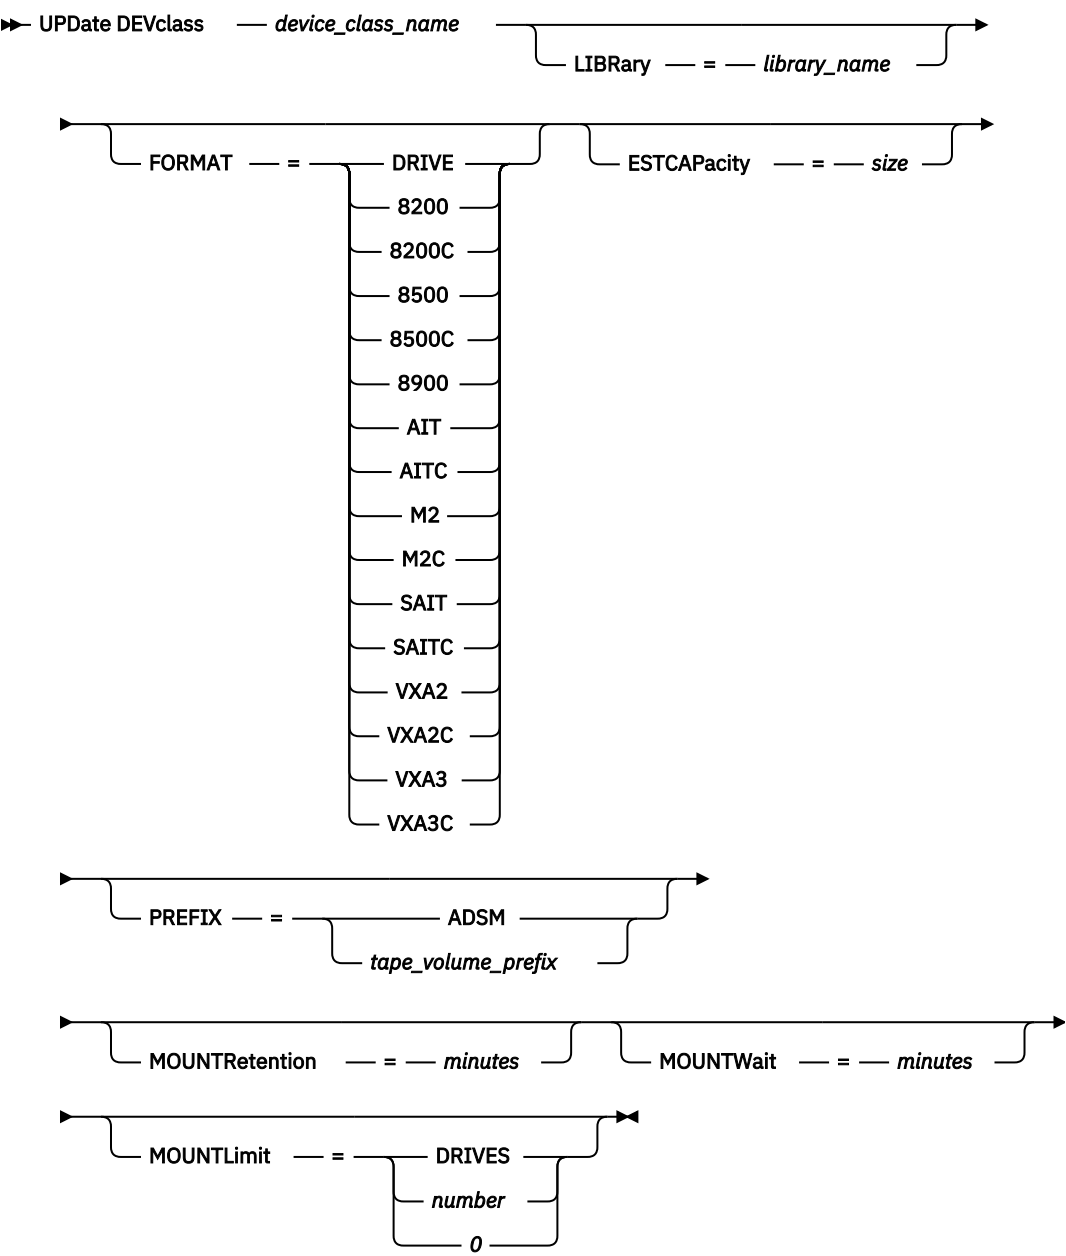 UPDate DEVclass device_class_name
LIBRary = library_name
FORMAT = DRIVE ESTCAPacity = size
8200
8200C
8500
8500C
8900
AIT
AITC
M2
M2C
SAIT
SAITC
VXA2
VXA2C
VXA3
VXA3C
PREFIX = ADSM
tape_volume_prefix
MOUNTRetention = minutes MOUNTWait = minutes
MOUNTLimit = DRIVES
number
0